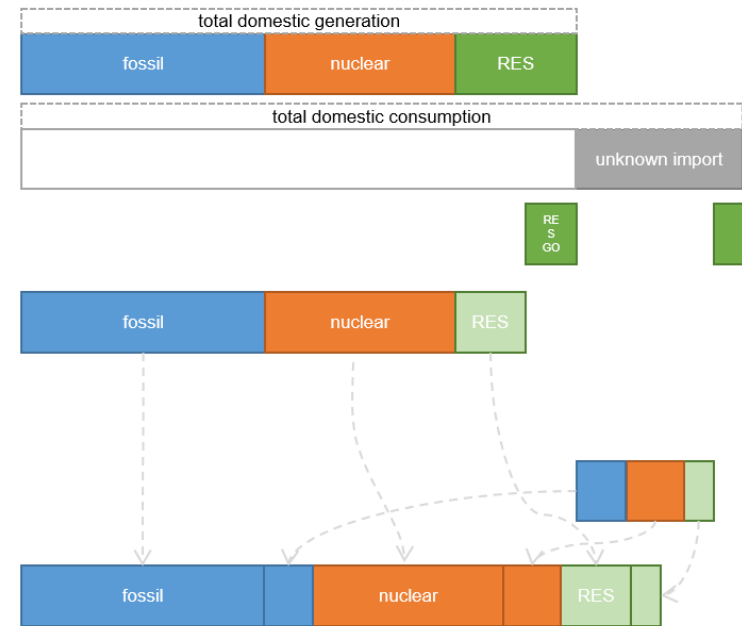 total domestic generation
fossil nuclear RES
total domestic consumption
unknown import
RE
S
GO
fossil nuclear RES
fossil nuclear RES